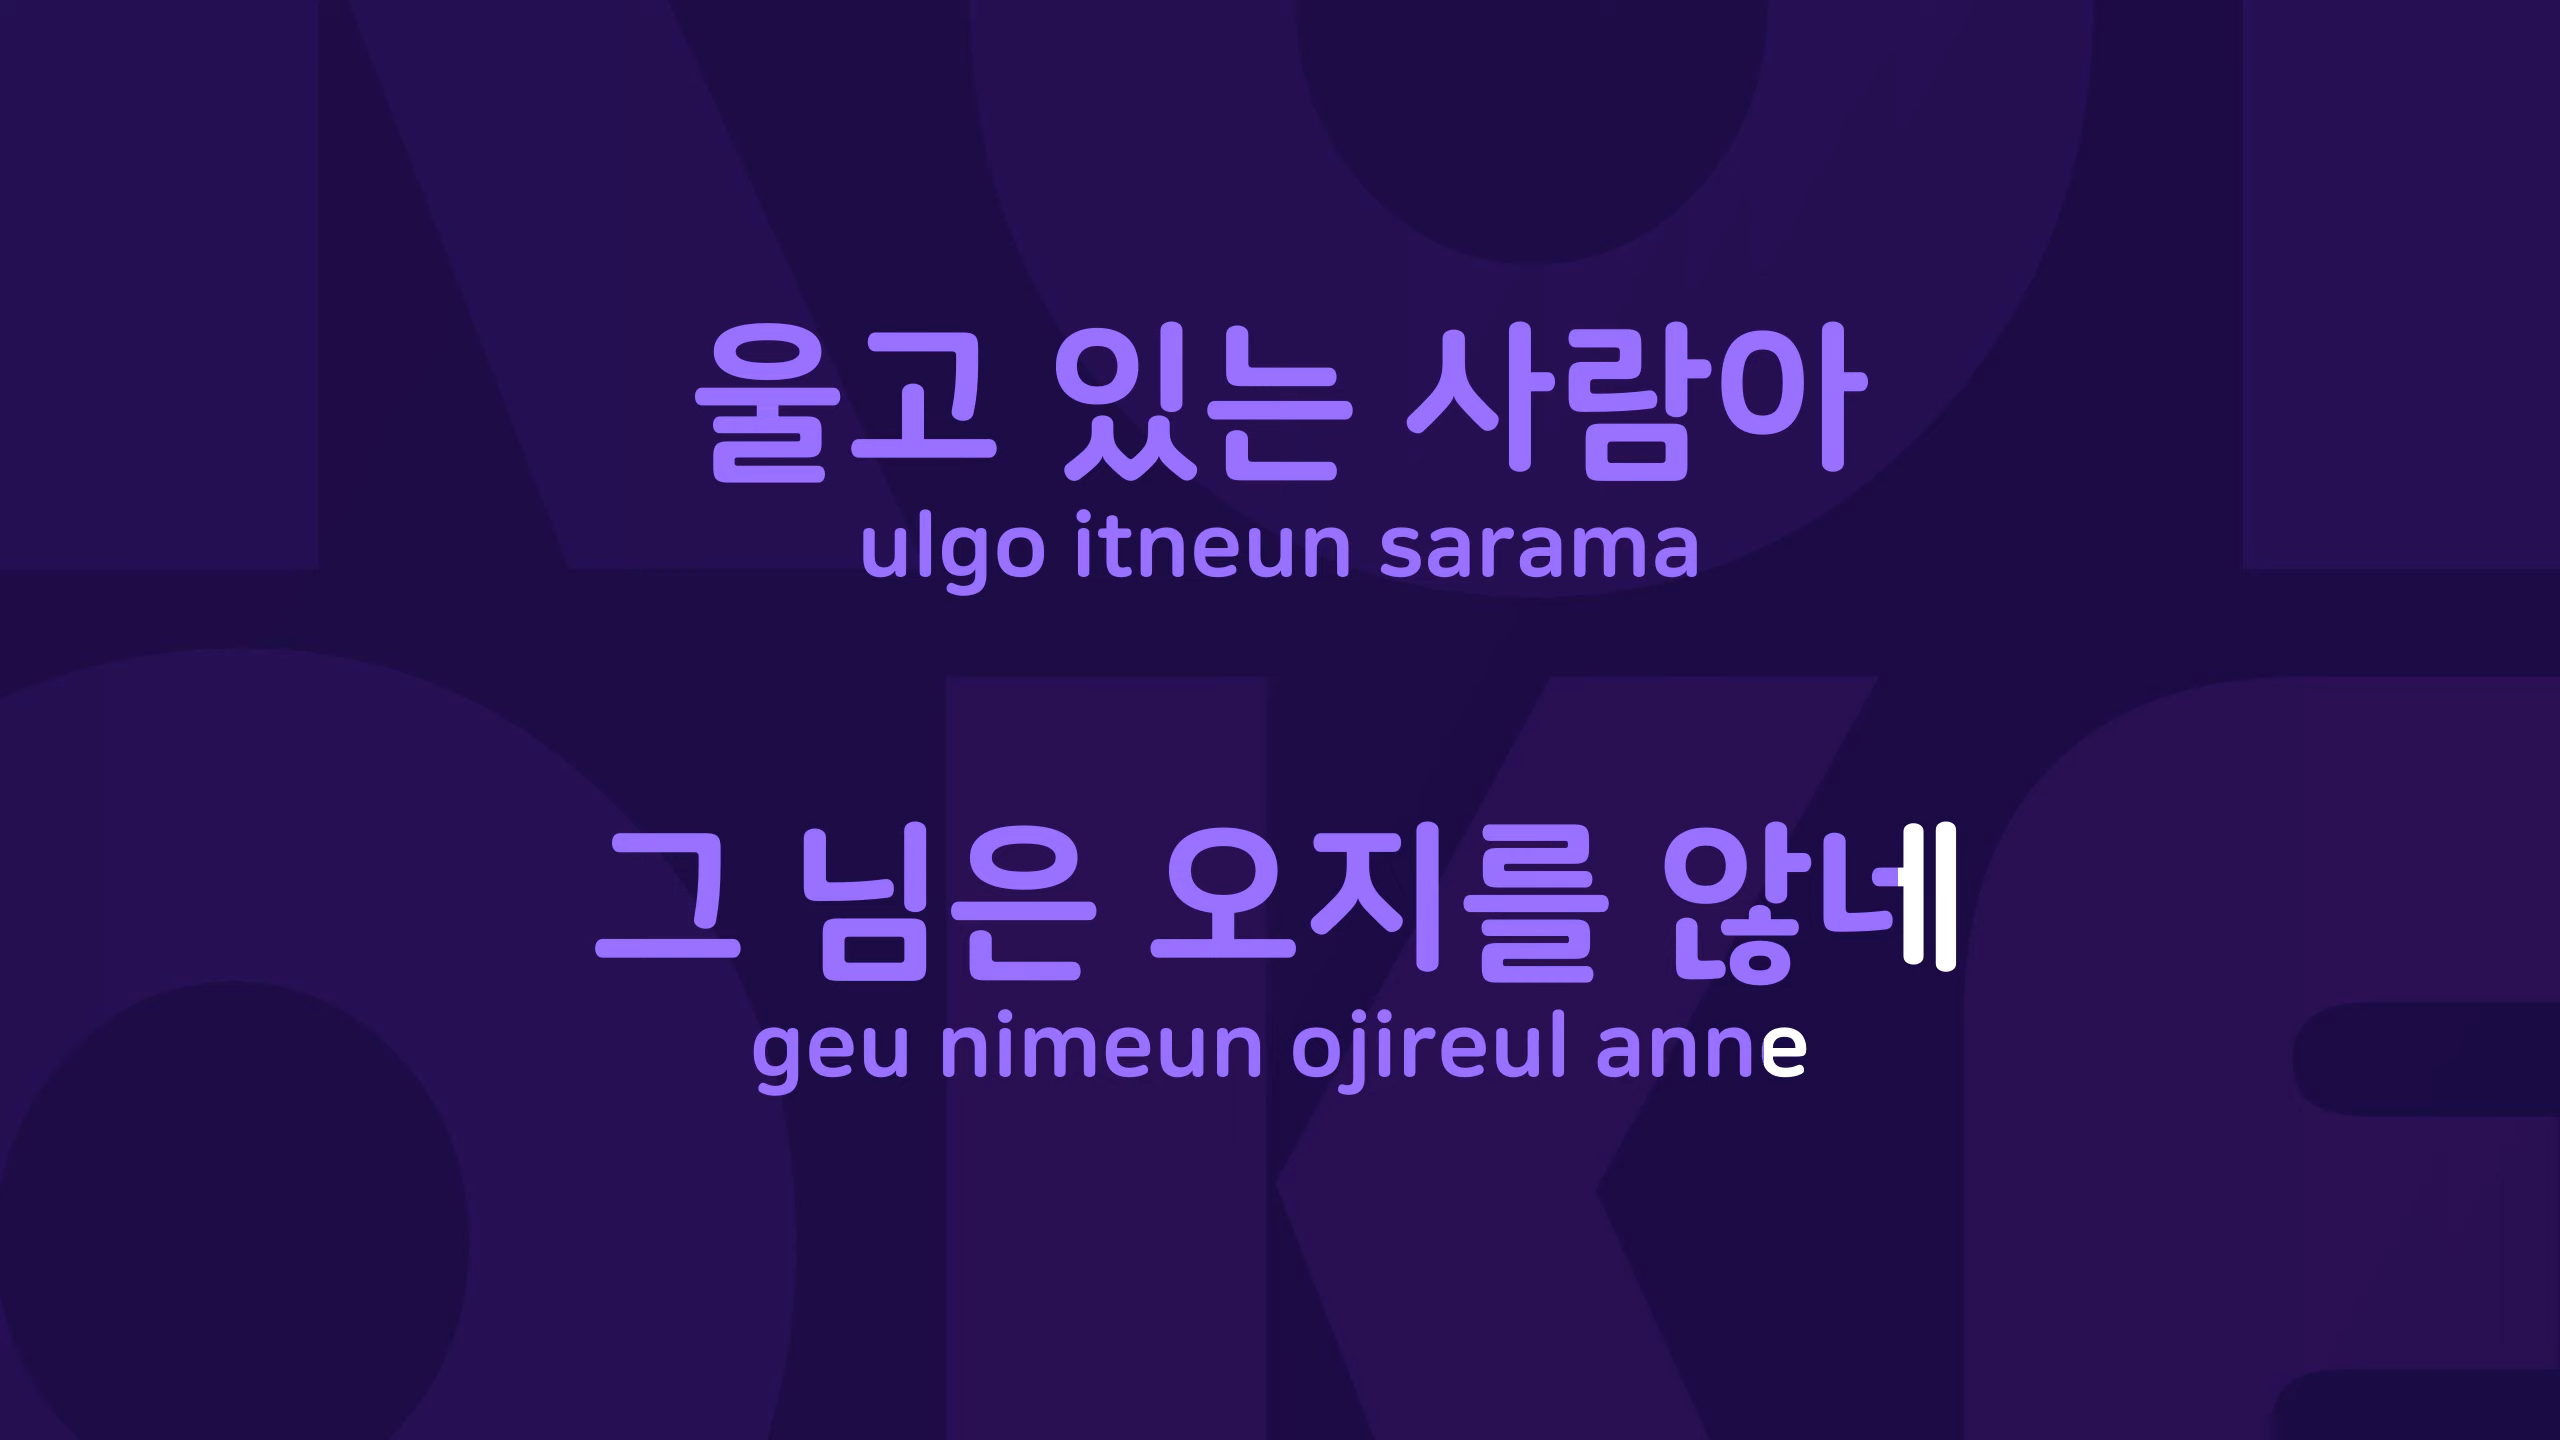 울고 있는 사람아
ulgo itneun sarama
그 님은 오지를 않네
geu nimeun ojireul anne